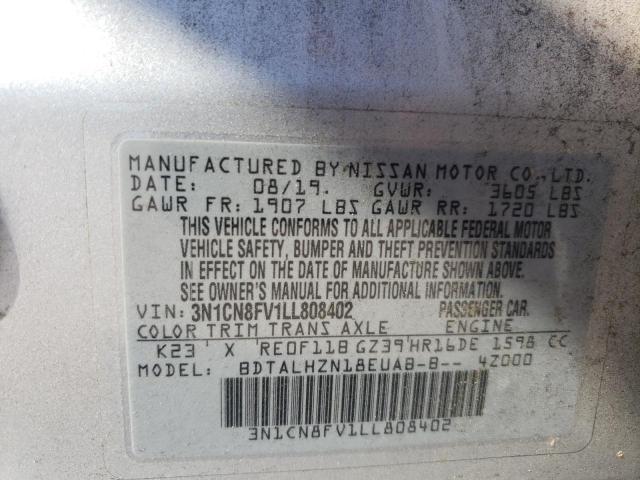 MANUFACTURED BY NISSAN MOTOR CO., LTD.
DATE: 08/19. GVWR: 3605 LBS
GAWR FR: 1907 LBS GAWR RR: 1720 LBS
THIS VEHICLE CONFORMS TO ALL APPLICABLE FEDERAL MOTOR
VEHICLE SAFETY, BUMPER AND THEFT PREVENTION STANDARDS
IN EFFECT ON THE DATE OF MANUFACTURE SHOWN ABOVE.
SEE OWNER'S MANUAL FOR ADDITIONAL INFORMATION.
VIN: 3N1CN8FV1LL808402 PASSENGER CAR.
COLOR TRIM TRANS AXLE ENGINE
K23 X RE0F11B GZ39 HR16DE 1598 CC
MODEL: BDTALHZN18EUAB-B-- 4Z000
3N1CN8FV1LL808402